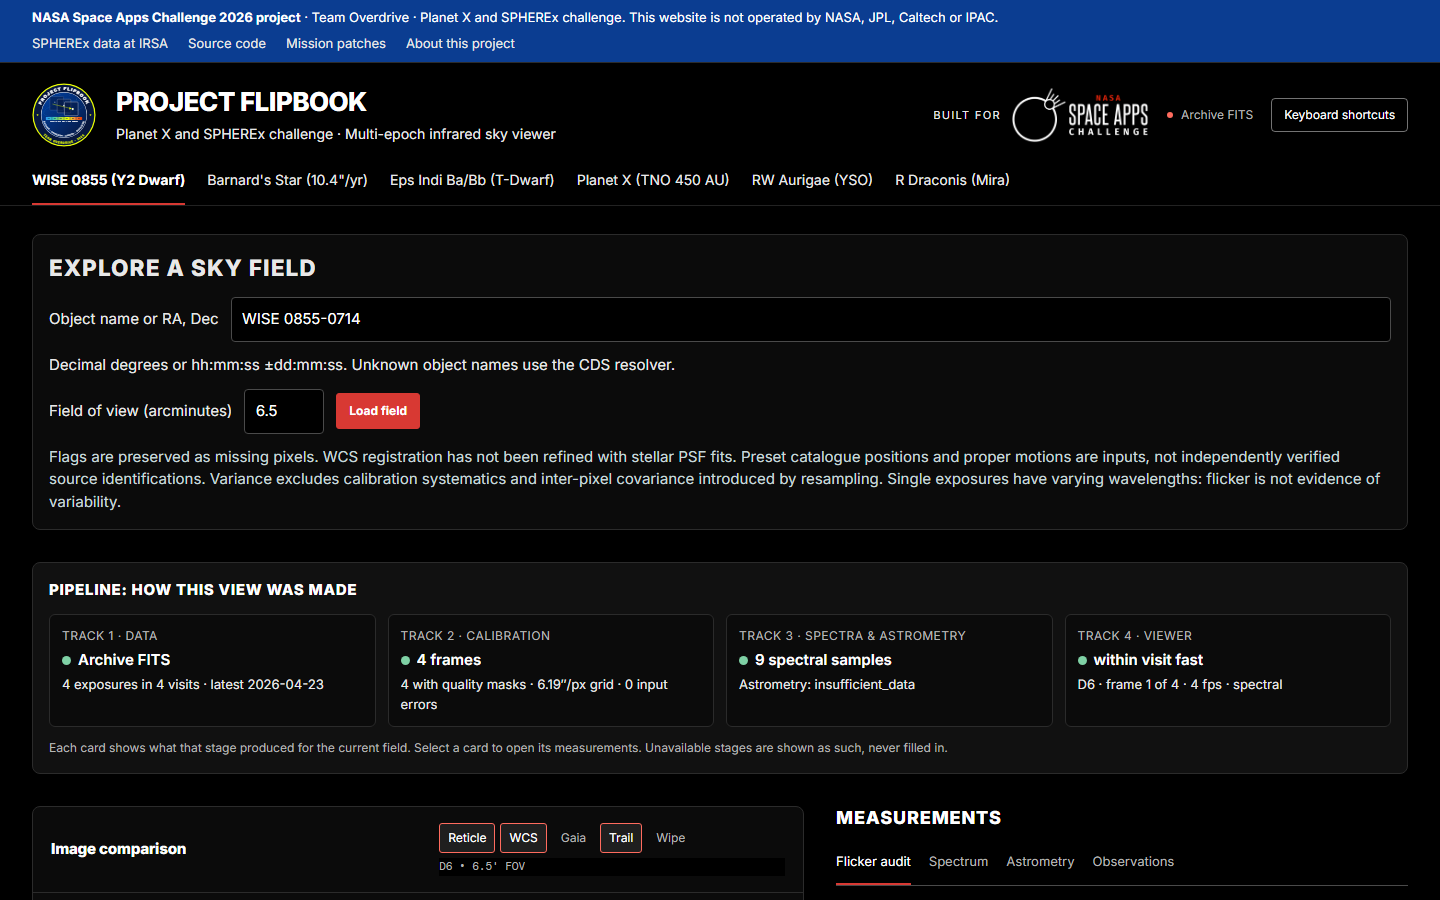 NASA Space Apps Challenge 2026 project · Team Overdrive · Planet X and SPHEREx challenge. This website is not operated by NASA, JPL, Caltech or IPAC.
SPHEREx data at IRSA Source code Mission patches About this project
PROJECT FLIPBOOK
PROJECT FLIPBOOK
Planet X and SPHEREx challenge · Multi-epoch infrared sky viewer
BUILT FOR
NASA
SPACE APPS
CHALLENGE
Archive FITS
Keyboard shortcuts
WISE 0855 (Y2 Dwarf) Barnard's Star (10.4"/yr) Eps Indi Ba/Bb (T-Dwarf) Planet X (TNO 450 AU) RW Aurigae (YSO) R Draconis (Mira)
EXPLORE A SKY FIELD
Object name or RA, Dec WISE 0855-0714
Decimal degrees or hh:mm:ss ±dd:mm:ss. Unknown object names use the CDS resolver.
Field of view (arcminutes) 6.5 Load field
Flags are preserved as missing pixels. WCS registration has not been refined with stellar PSF fits. Preset catalogue positions and proper motions are inputs, not independently verified
source identifications. Variance excludes calibration systematics and inter-pixel covariance introduced by resampling. Single exposures have varying wavelengths: flicker is not evidence of
variability.
PIPELINE: HOW THIS VIEW WAS MADE
TRACK 1 · DATA
Archive FITS
4 exposures in 4 visits · latest 2026-04-23
TRACK 2 · CALIBRATION
4 frames
4 with quality masks · 6.19″/px grid · 0 input
errors
TRACK 3 · SPECTRA & ASTROMETRY
9 spectral samples
Astrometry: insufficient_data
TRACK 4 · VIEWER
within visit fast
D6 · frame 1 of 4 · 4 fps · spectral
Each card shows what that stage produced for the current field. Select a card to open its measurements. Unavailable stages are shown as such, never filled in.
Image comparison
Reticle WCS Gaia Trail Wipe
D6 • 6.5' FOV
MEASUREMENTS
Flicker audit Spectrum Astrometry Observations